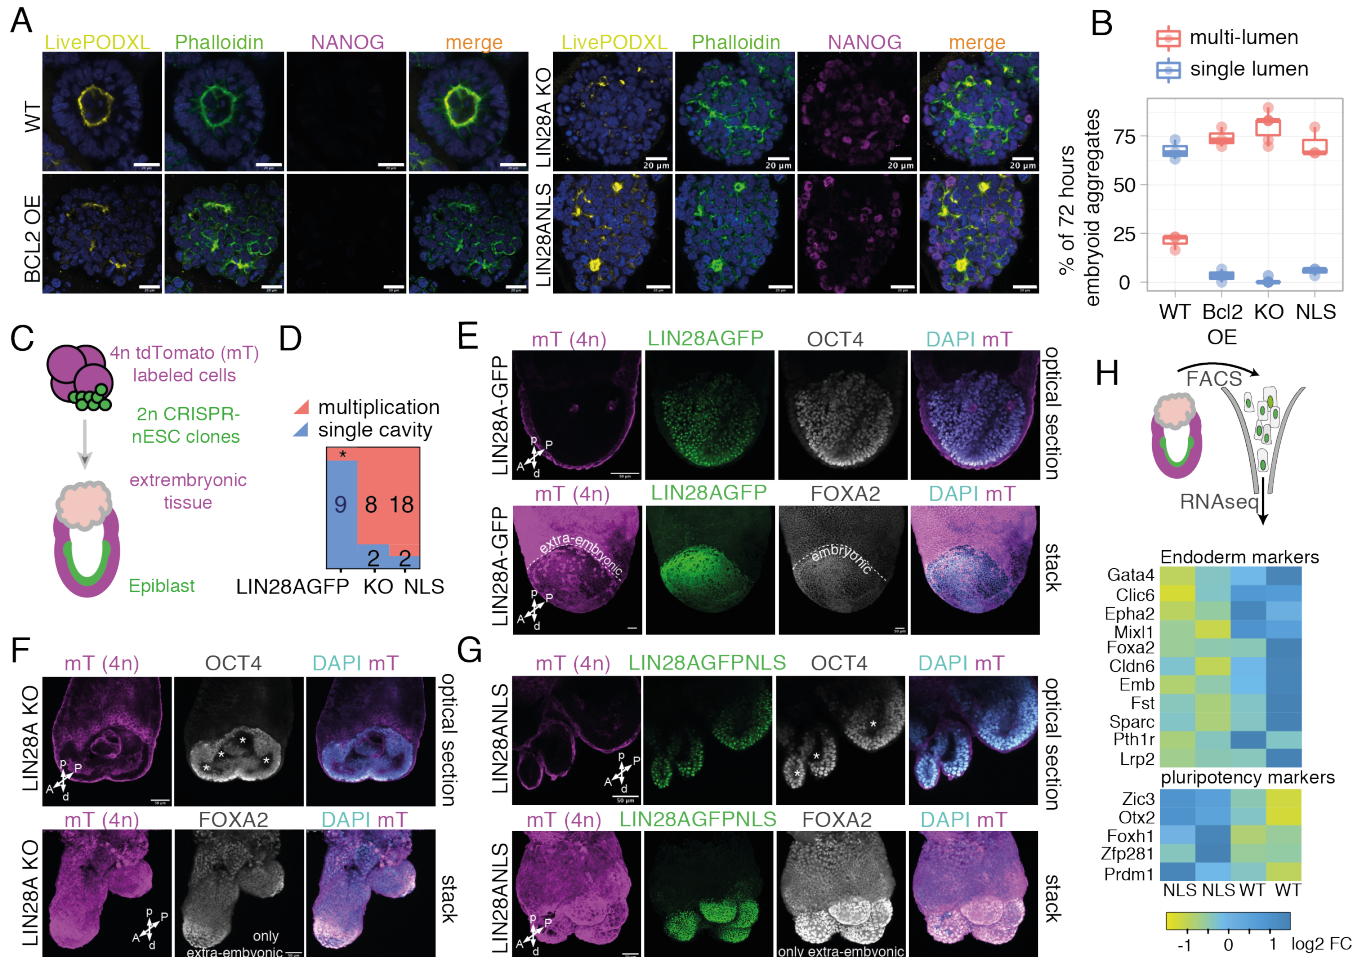 A
LivePODXL Phalloidin NANOG merge
LivePODXL Phalloidin NANOG merge
WT
LIN28A KO
20 µm 20 µm 20 µm 20 µm
BCL2 OE
LIN28ANLS
B
multi-lumen
single lumen
% of 72 hours
embryoid aggregates
75
50
25
0
WT Bcl2 KO NLS
OE
C
4n tdTomato (mT)
labeled cells
2n CRISPR-
nESC clones
extrembryonic
tissue
Epiblast
D
multiplication
single cavity
*
9 8 18
2 2
LIN28AGFP KO NLS
E
mT (4n) LIN28AGFP OCT4 DAPI mT
LIN28A-GFP
p
P
A
d
optical section
mT (4n) LIN28AGFP FOXA2 DAPI mT
LIN28A-GFP
extra-embryonic
embryonic
p
P
A
d
stack
F
mT (4n) OCT4 DAPI mT
LIN28A KO
* * * *
p
P
A
d
optical section
mT (4n) FOXA2 DAPI mT
LIN28A KO
p
P
A
d
only
extra-embvonic
stack
G
mT (4n) LIN28AGFPNLS OCT4 DAPI mT
LIN28ANLS
* * *
p
P
A
d
50 µm
optical section
mT (4n) LIN28AGFPNLS FOXA2 DAPI mT
LIN28ANLS
p
P
A
d
only extra-embyonic
stack
H
FACS
RNAseq
Endoderm markers
Gata4
Clic6
Epha2
Mixl1
Foxa2
Cldn6
Emb
Fst
Sparc
Pth1r
Lrp2
pluripotency markers
Zic3
Otx2
Foxh1
Zfp281
Prdm1
NLS NLS WT WT
-1 0 1 log2 FC